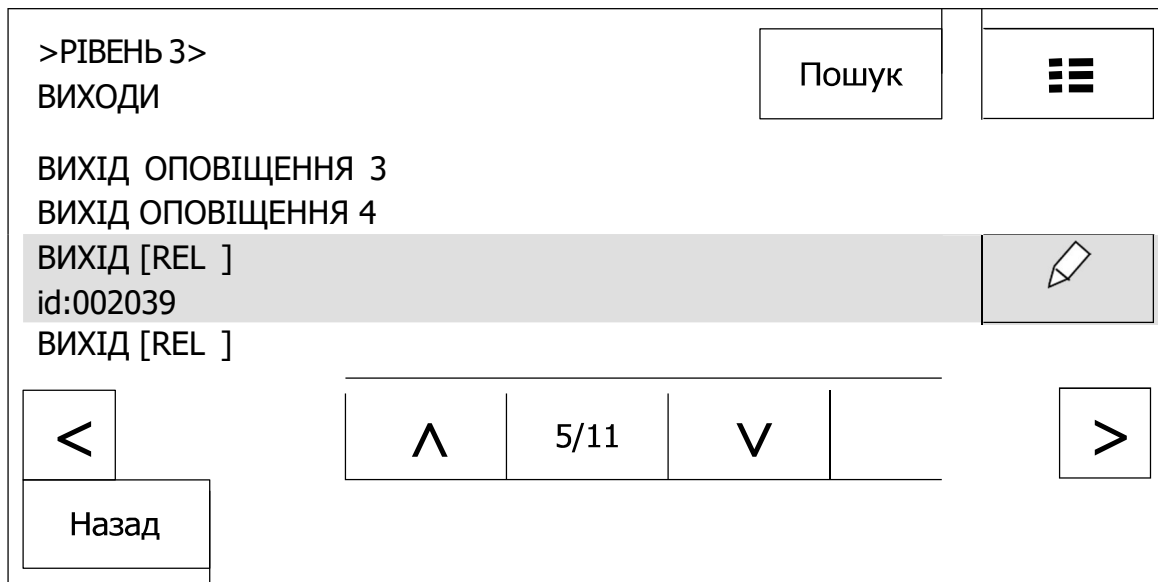 >РІВЕНЬ 3>
ВИХОДИ
Пошук
ВИХІД ОПОВІЩЕННЯ 3
ВИХІД ОПОВІЩЕННЯ 4
ВИХІД [REL ]
id:002039
ВИХІД [REL ]
< ᐱ 5/11 ᐯ >
Назад